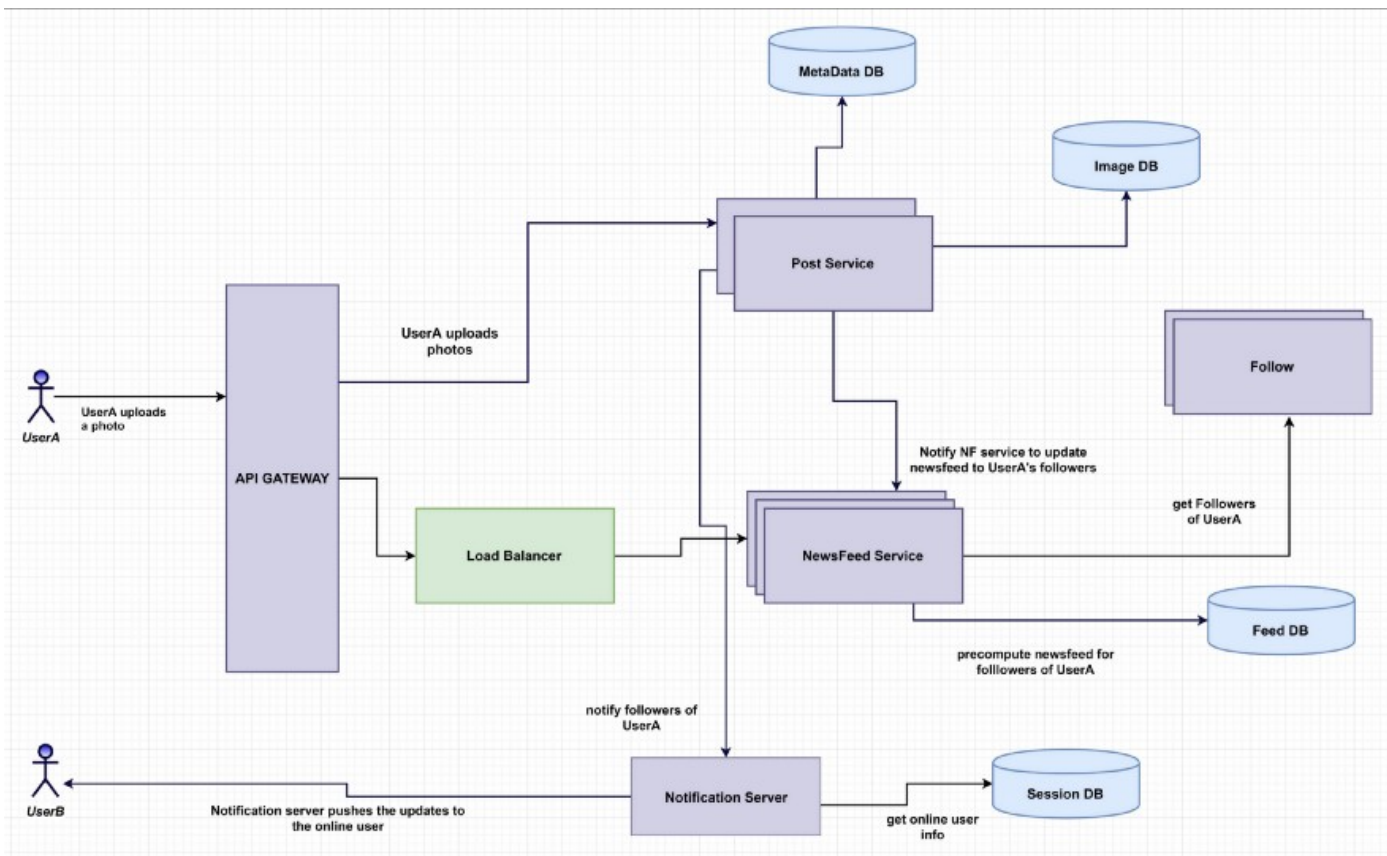 MetaData DB
Image DB
Post Service
UserA uploads
photos
Follow
UserA uploads
a photo
UserA
Notify NF service to update
newsfeed to UserA's followers
API GATEWAY
get Followers
of UserA
Load Balancer
NewsFeed Service
Feed DB
precompute newsfeed for
folllowers of UserA
notify followers of
UserA
UserB
Notification server pushes the updates to
the online user
Notification Server
Session DB
get online user
info